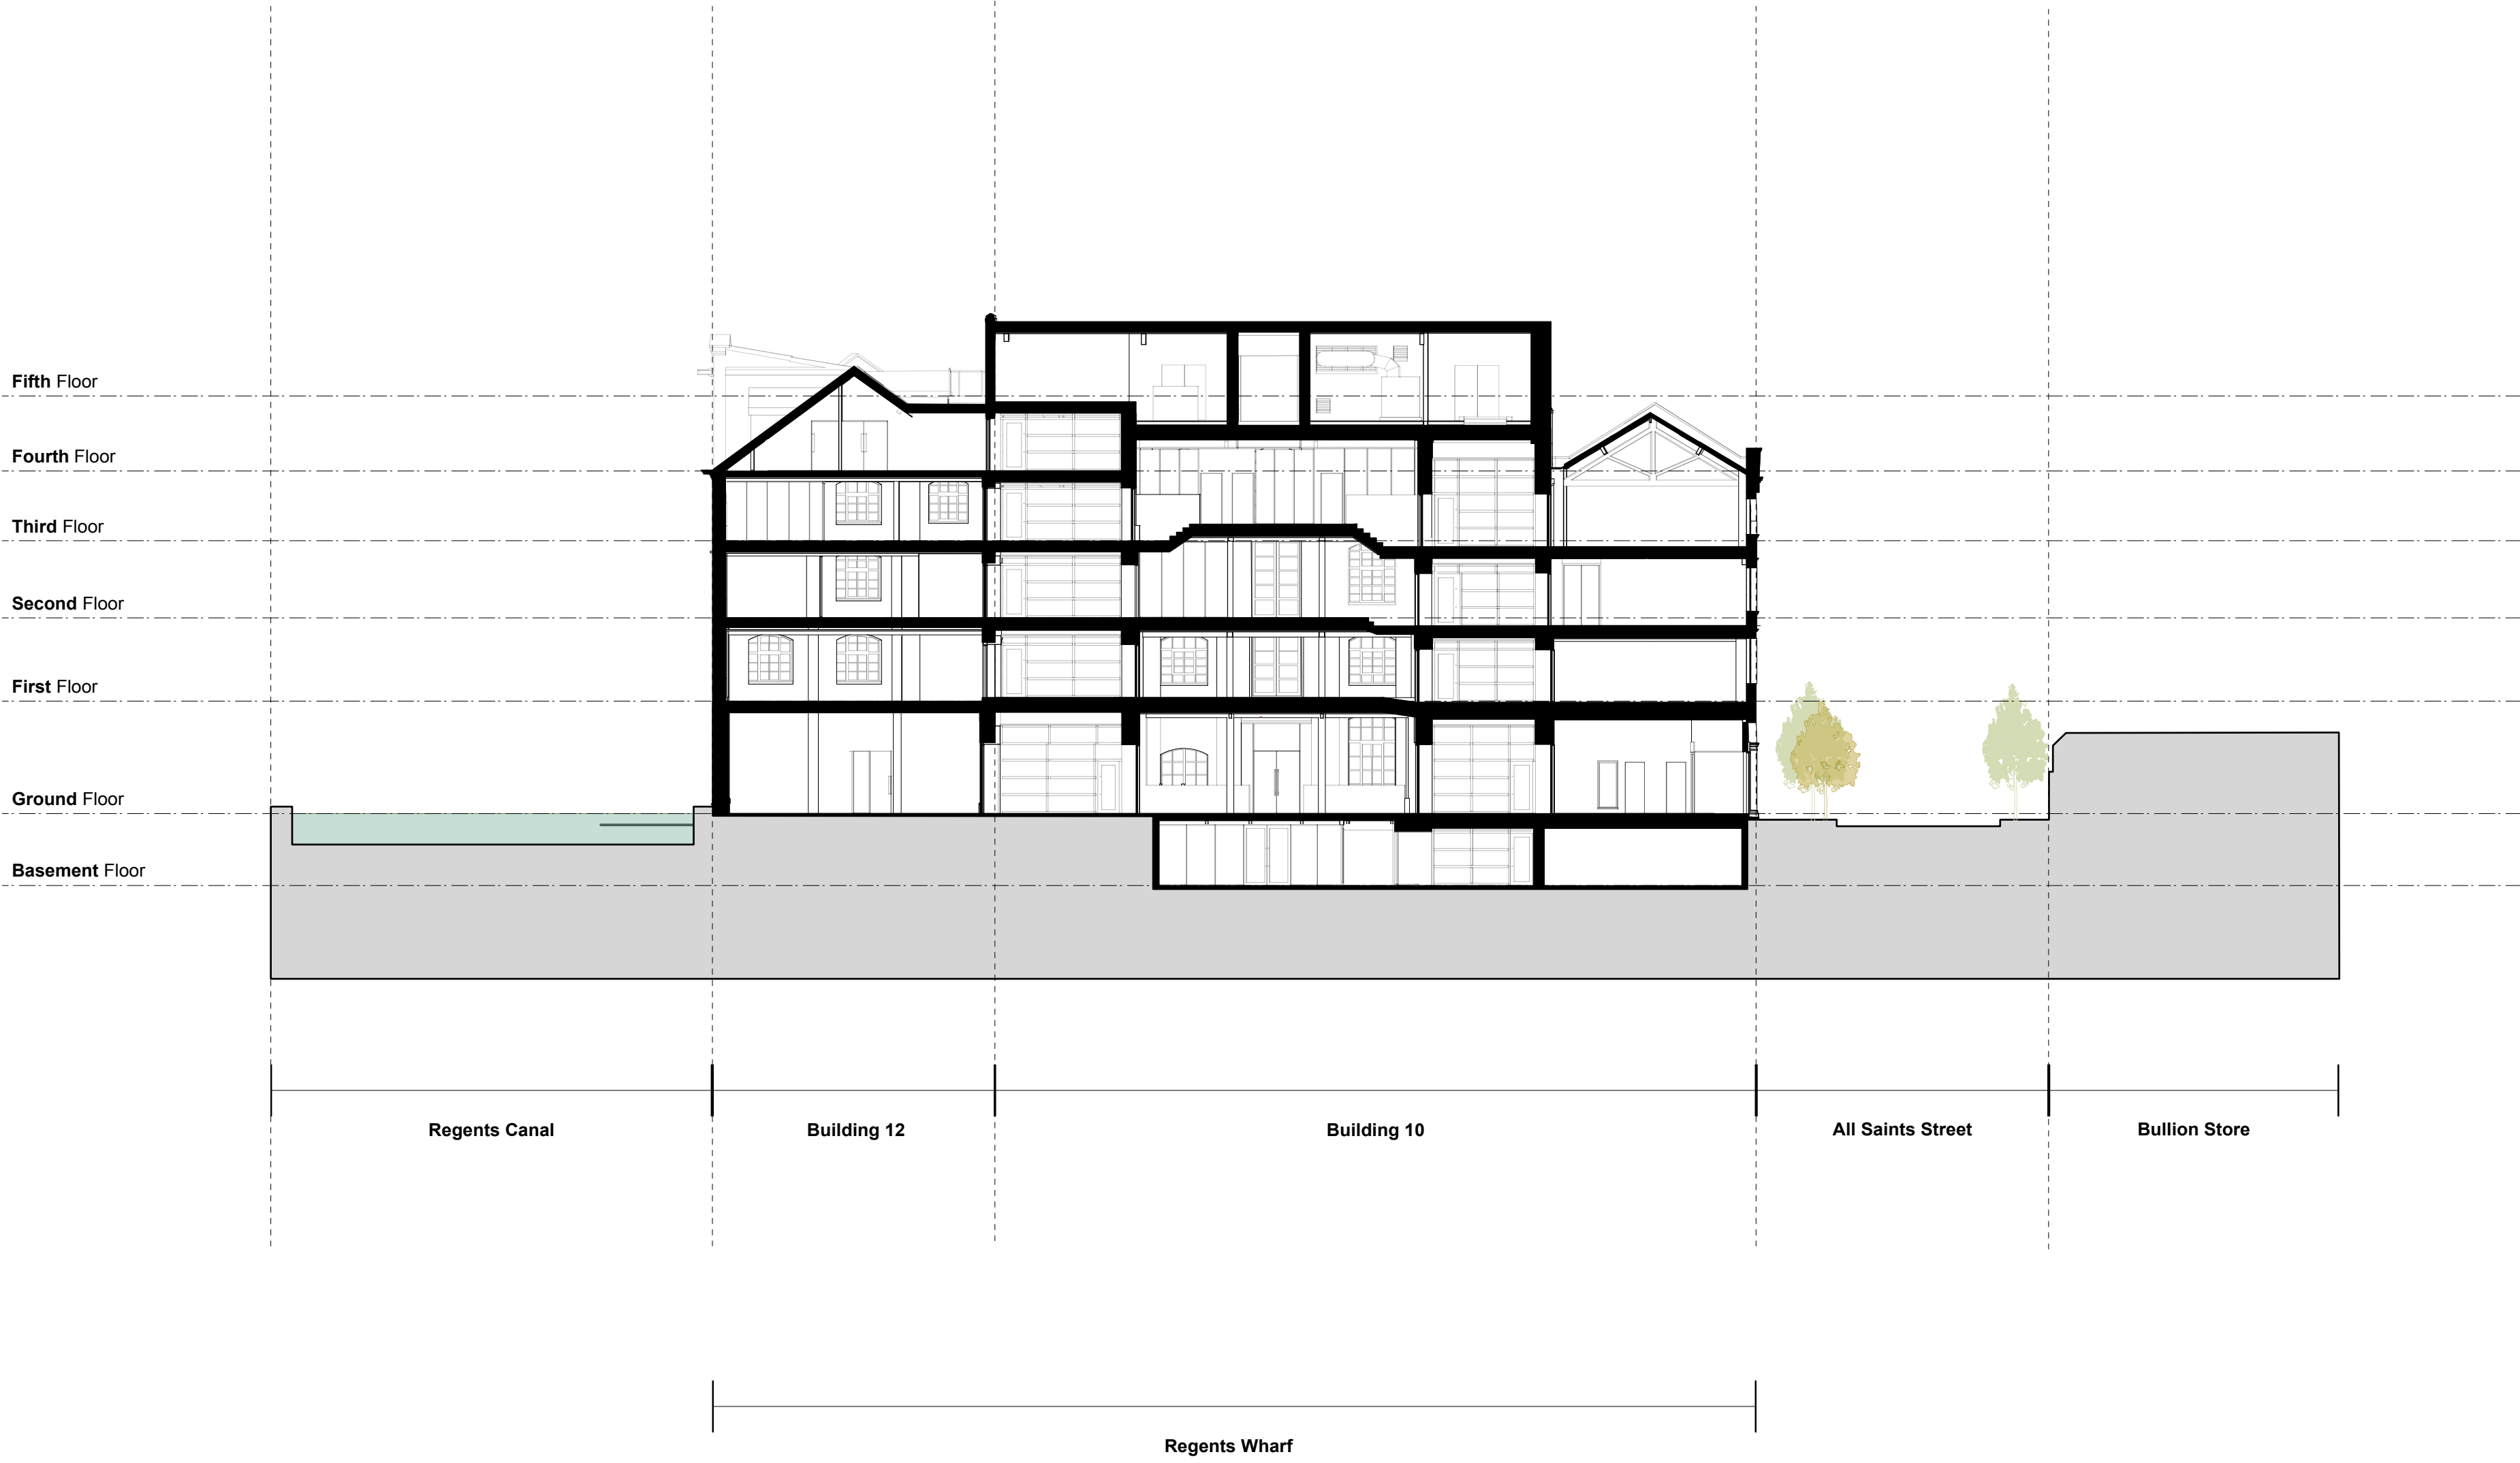 Fifth Floor
Fourth Floor
Third Floor
Second Floor
First Floor
Ground Floor
Basement Floor
Regents Canal
Building 12
Building 10
All Saints Street
Bullion Store
Regents Wharf